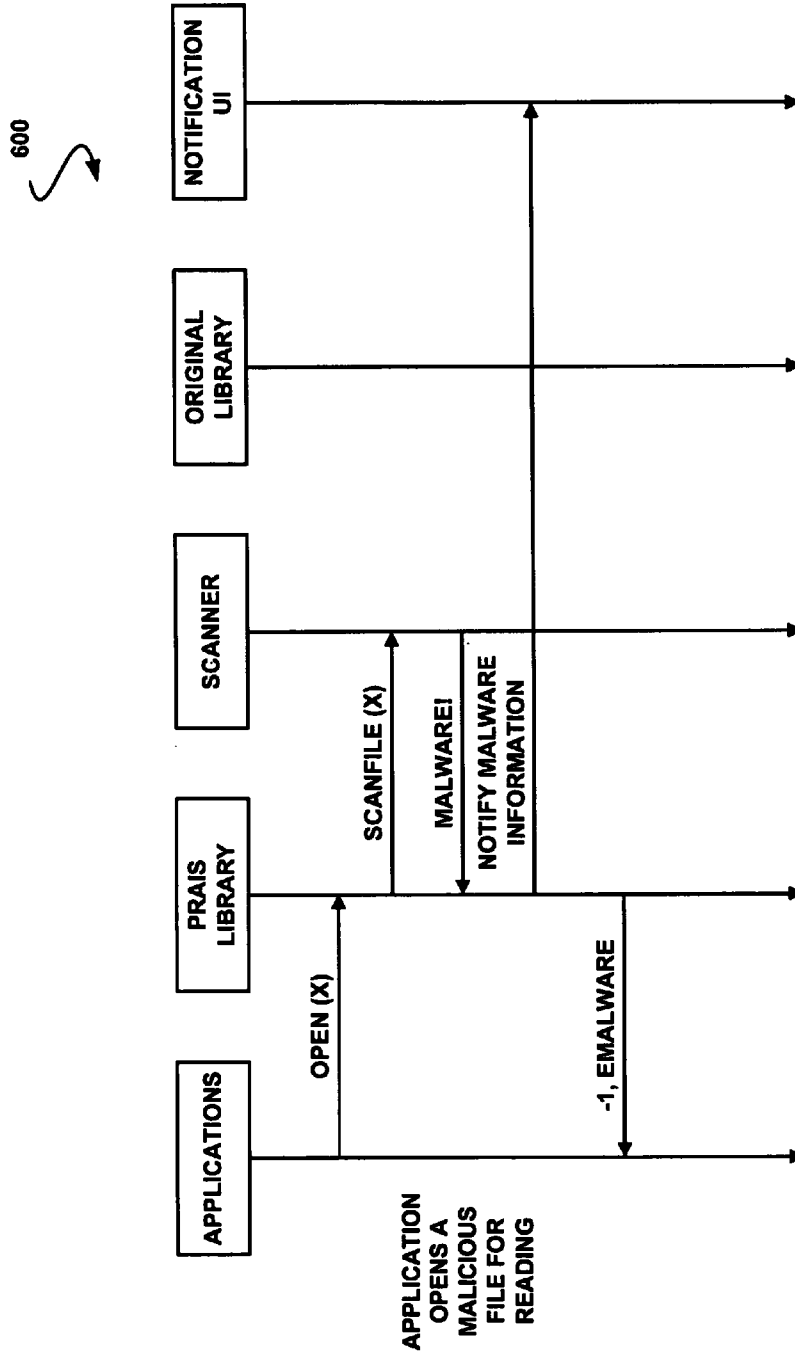 600
APPLICATIONS
PRAIS
LIBRARY
SCANNER
ORIGINAL
LIBRARY
NOTIFICATION
UI
APPLICATION
OPENS A
MALICIOUS
FILE FOR
READING
OPEN (X)
SCANFILE (X)
MALWARE!
NOTIFY MALWARE
INFORMATION
-1, EMALWARE